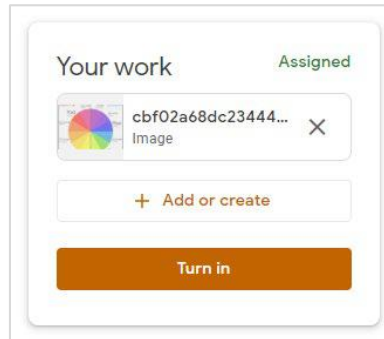 Your work
Assigned
cbf02a68dc23444...
Image
+ Add or create
Turn in